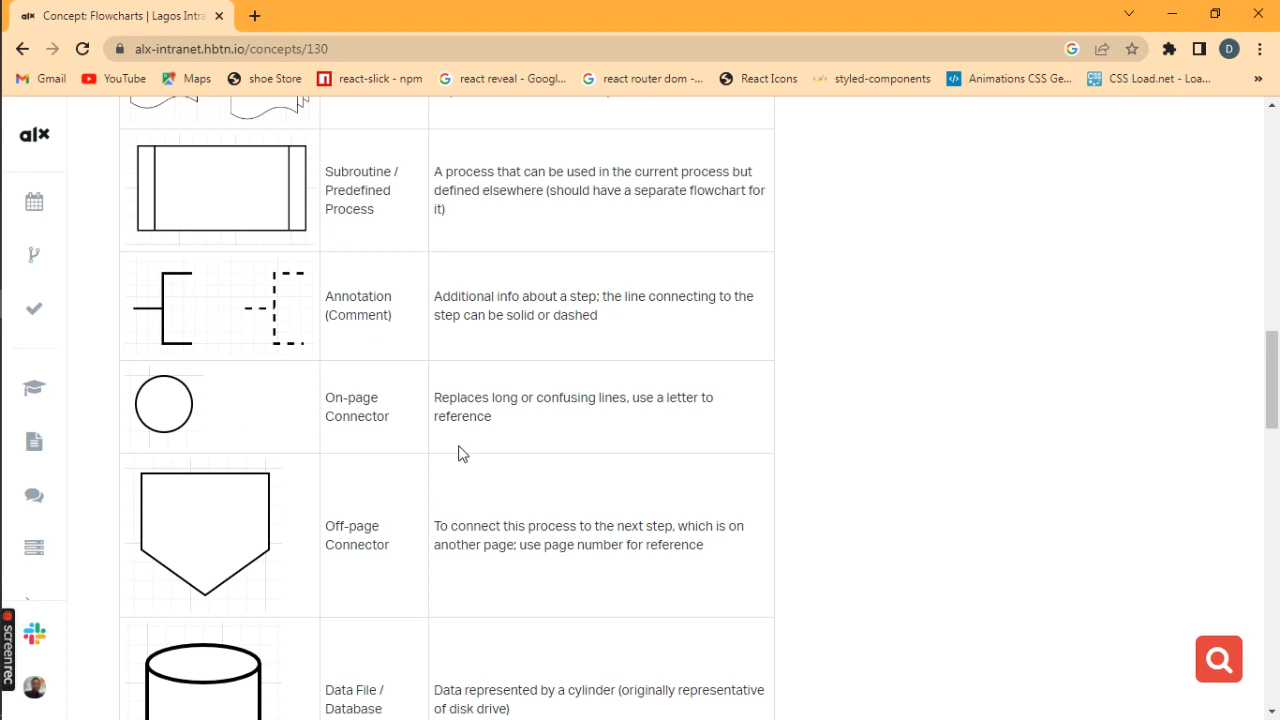 alx Concept: Flowcharts | Lagos Intra
alx-intranet.hbtn.io/concepts/130
D
Gmail YouTube Maps shoe Store react-slick - npm react reveal - Googl... react router dom -... React Icons styled-components Animations CSS Ge... CSS Load.net - Loa... »
alx
Subroutine /
Predefined
Process
A process that can be used in the current process but
defined elsewhere (should have a separate flowchart for
it)
Annotation
(Comment)
Additional info about a step; the line connecting to the
step can be solid or dashed
On-page
Connector
Replaces long or confusing lines, use a letter to
reference
Off-page
Connector
To connect this process to the next step, which is on
another page; use page number for reference
Data File /
Database
Data represented by a cylinder (originally representative
of disk drive)
screenrec